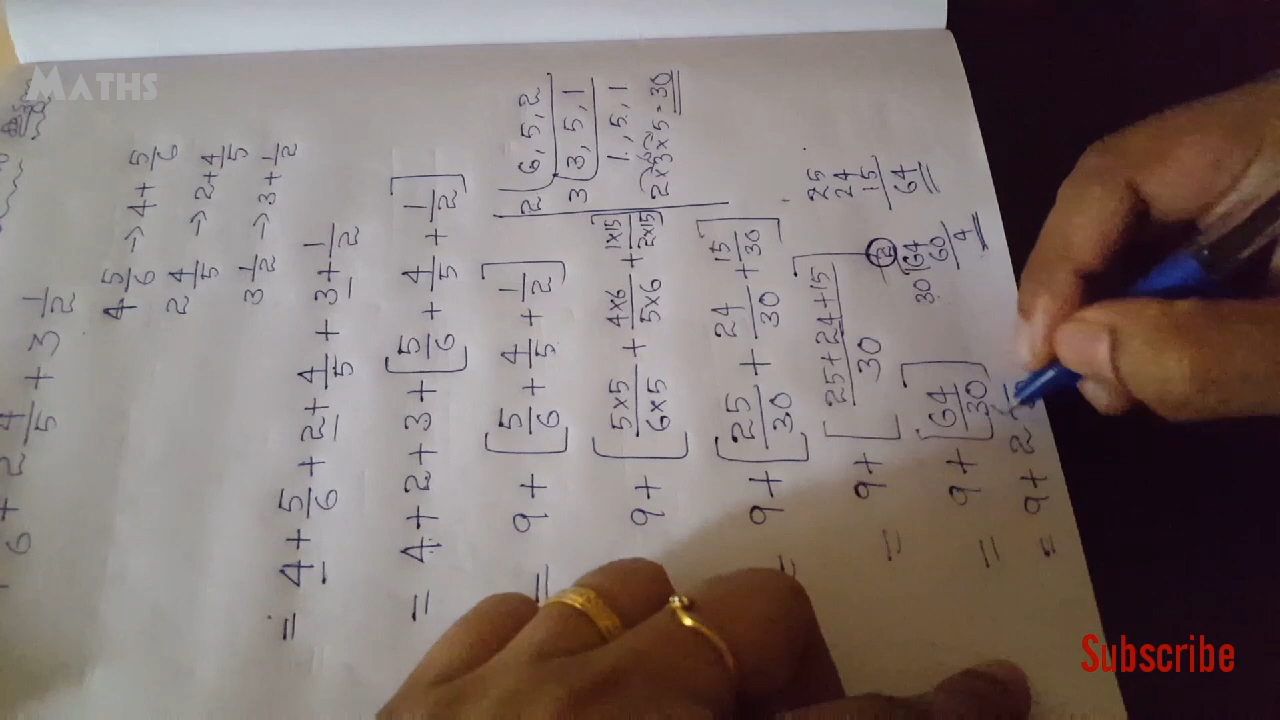 MATHS
6 + 2 4/5 + 3 1/2
4 5/6 → 4 + 5/6
2 4/5 → 2 + 4/5
3 1/2 → 3 + 1/2
= 4 + 5/6 + 2 + 4/5 + 3 + 1/2
= 4 + 2 + 3 + [5/6 + 4/5 + 1/2]
= 9 + [5/6 + 4/5 + 1/2]
2 6, 5, 2
3 3, 5, 1
1, 5, 1
2×3×5 = 30
9 + [5×5/6×5 + 4×6/5×6 + 1×15/2×15]
= 9 + [25/30 + 24/30 + 15/30]
= 9 + [25+24+15/30]
25
24
15
64
= 9 + [64/30]
2
30 64
60
4
= 9 + 2
Subscribe